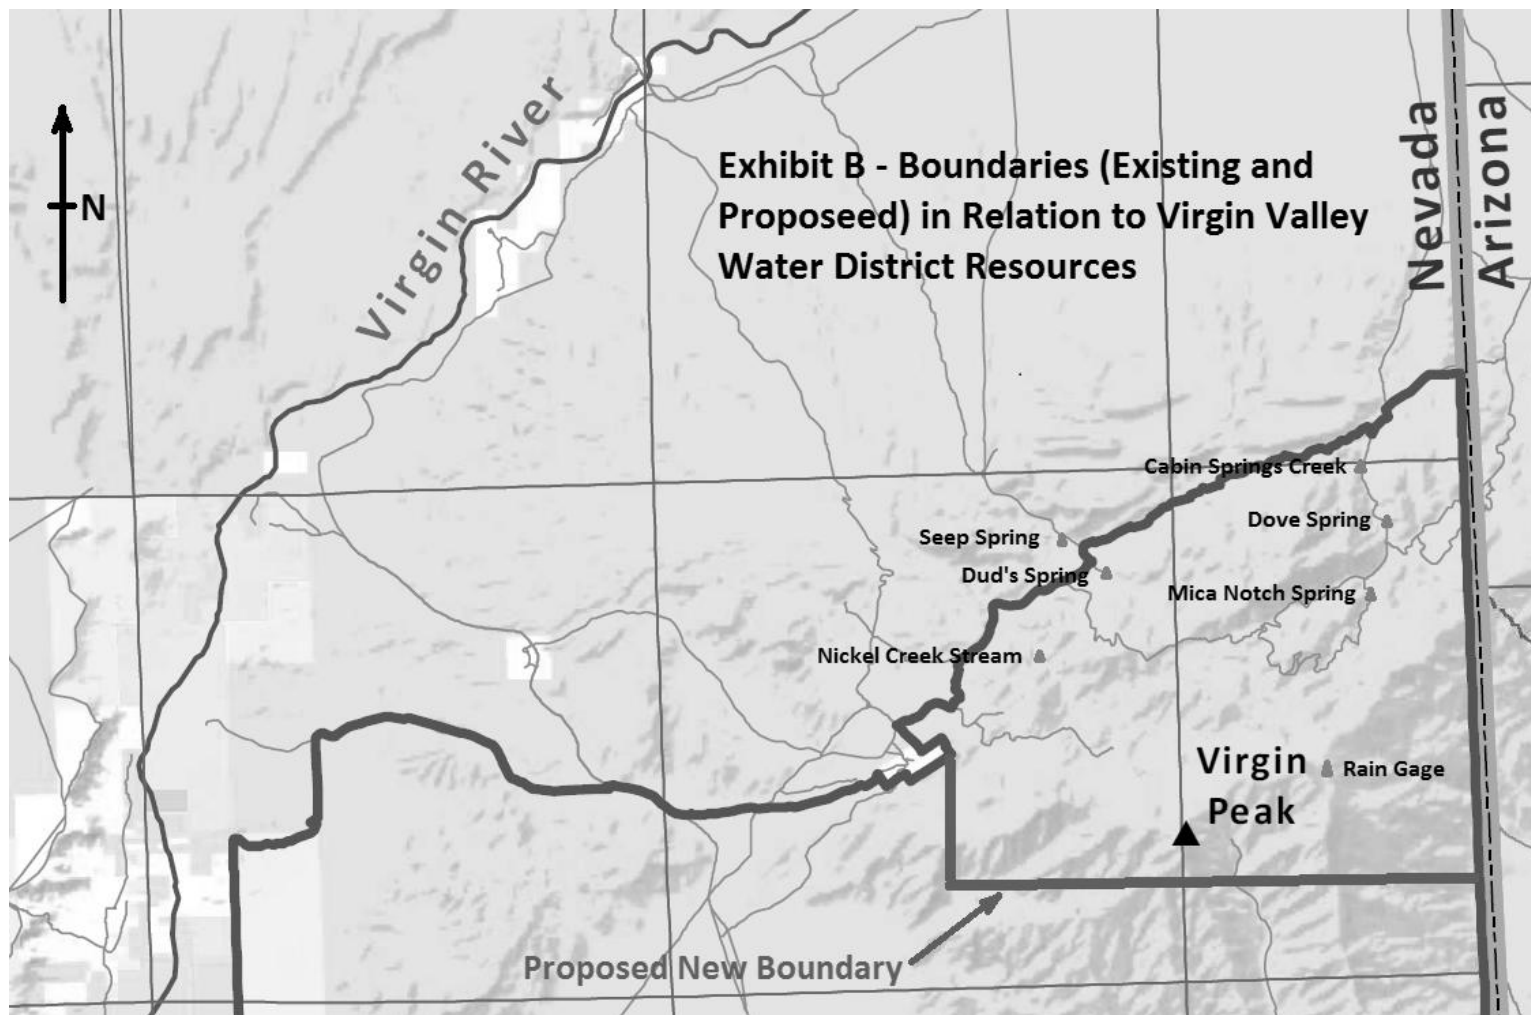 Virgin River
N
Exhibit B - Boundaries (Existing and
Proposeed) in Relation to Virgin Valley
Water District Resources
Nevada
Arizona
Cabin Springs Creek
Dove Spring
Seep Spring
Dud's Spring
Mica Notch Spring
Nickel Creek Stream
Virgin
Peak
Rain Gage
Proposed New Boundary